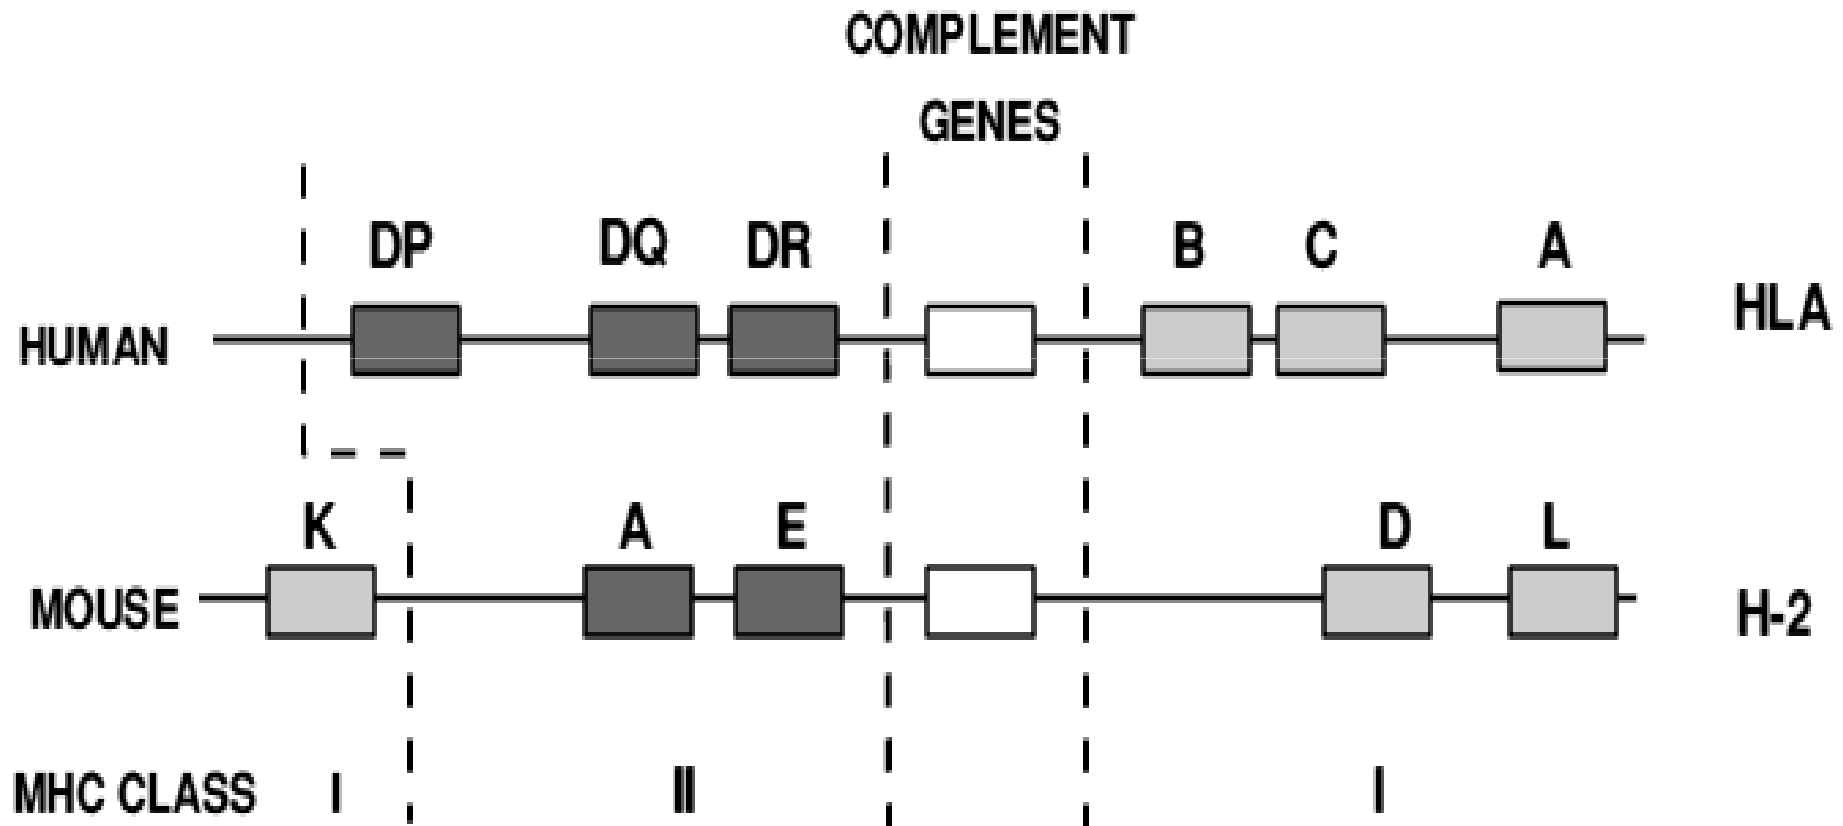 COMPLEMENT
GENES
DP DQ DR B C A
HUMAN HLA
K A E D L
MOUSE H-2
MHC CLASS I II I